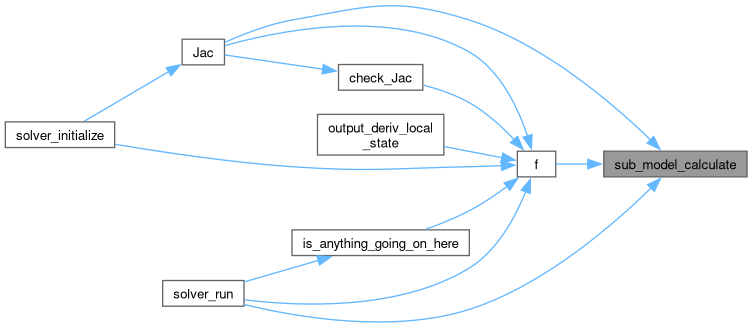 Jac
check_Jac
solver_initialize
output_deriv_local
_state
f
sub_model_calculate
is_anything_going_on_here
solver_run